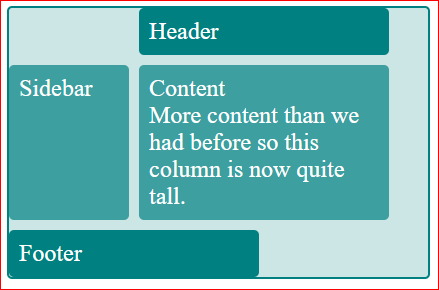 Header
Sidebar
Content
More content than we
had before so this
column is now quite
tall.
Footer